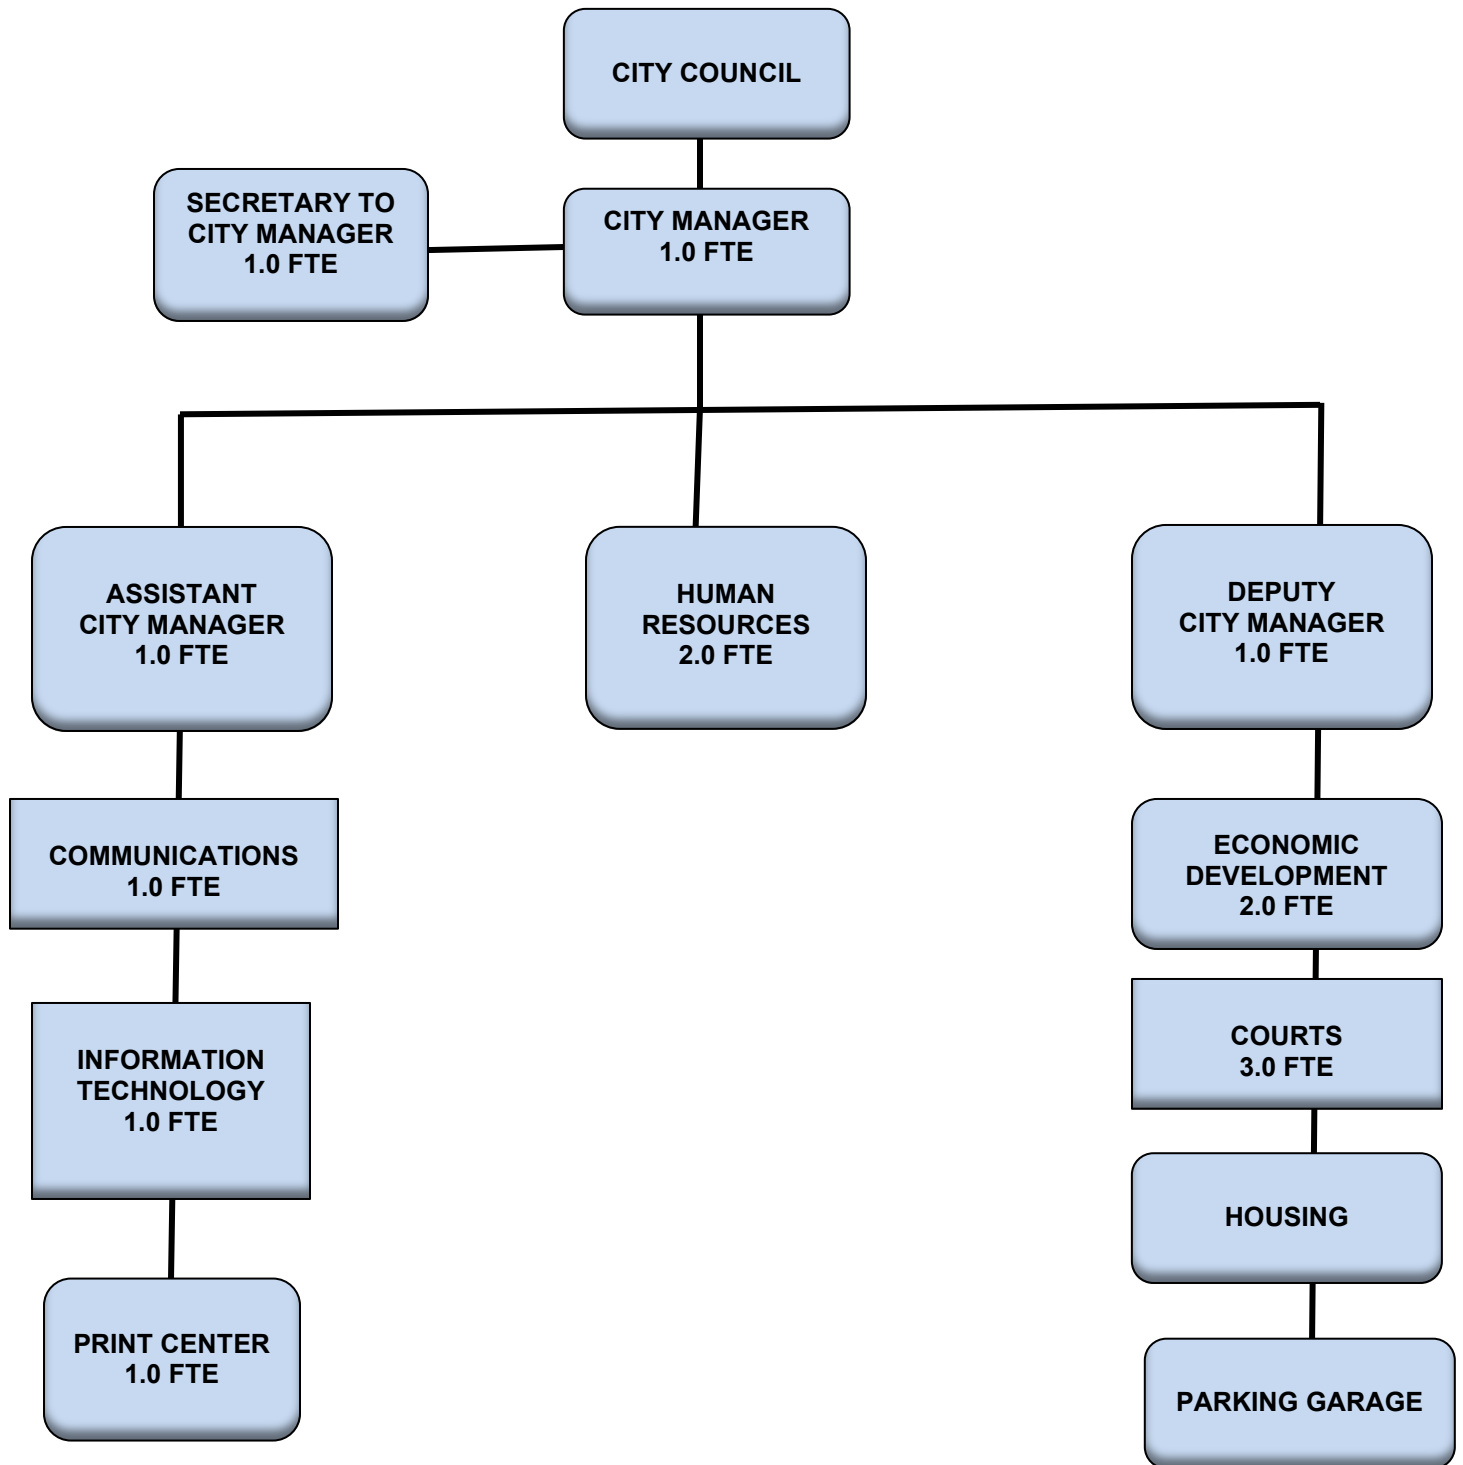 CITY COUNCIL
SECRETARY TO
CITY MANAGER
1.0 FTE
CITY MANAGER
1.0 FTE
ASSISTANT
CITY MANAGER
1.0 FTE
HUMAN
RESOURCES
2.0 FTE
DEPUTY
CITY MANAGER
1.0 FTE
COMMUNICATIONS
1.0 FTE
ECONOMIC
DEVELOPMENT
2.0 FTE
INFORMATION
TECHNOLOGY
1.0 FTE
COURTS
3.0 FTE
HOUSING
PRINT CENTER
1.0 FTE
PARKING GARAGE